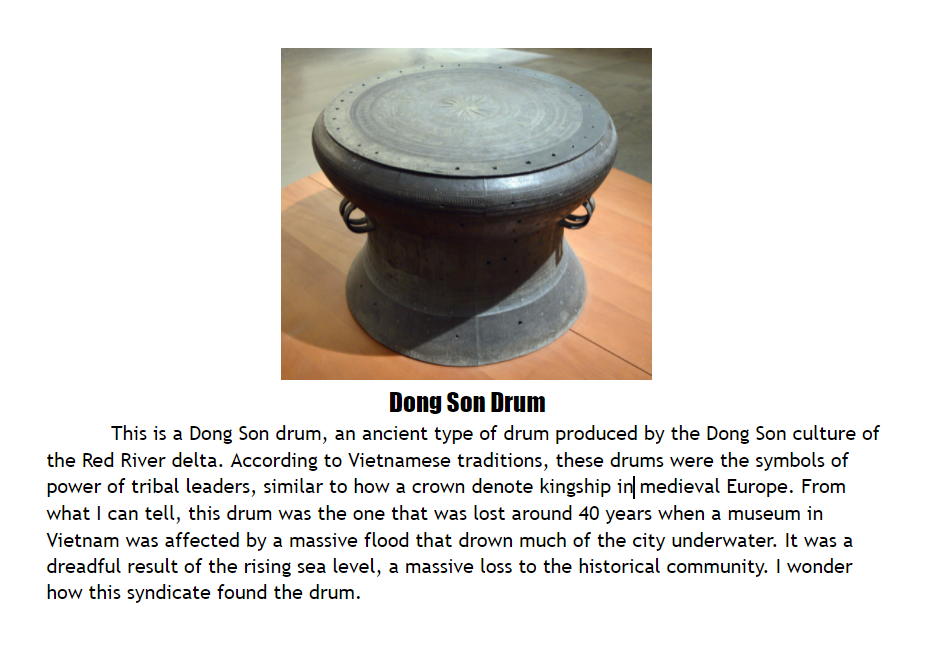 Dong Son Drum
This is a Dong Son drum, an ancient type of drum produced by the Dong Son culture of
the Red River delta. According to Vietnamese traditions, these drums were the symbols of
power of tribal leaders, similar to how a crown denote kingship in medieval Europe. From
what I can tell, this drum was the one that was lost around 40 years when a museum in
Vietnam was affected by a massive flood that drown much of the city underwater. It was a
dreadful result of the rising sea level, a massive loss to the historical community. I wonder
how this syndicate found the drum.